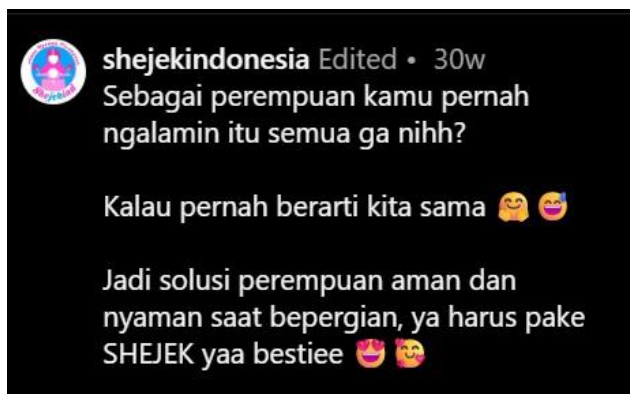 shejekindonesia Edited • 30w
Sebagai perempuan kamu pernah
ngalamin itu semua ga nihh?
Kalau pernah berarti kita sama 🤗 😅
Jadi solusi perempuan aman dan
nyaman saat bepergian, ya harus pake
SHEJEK yaa bestiee 😍 🥰